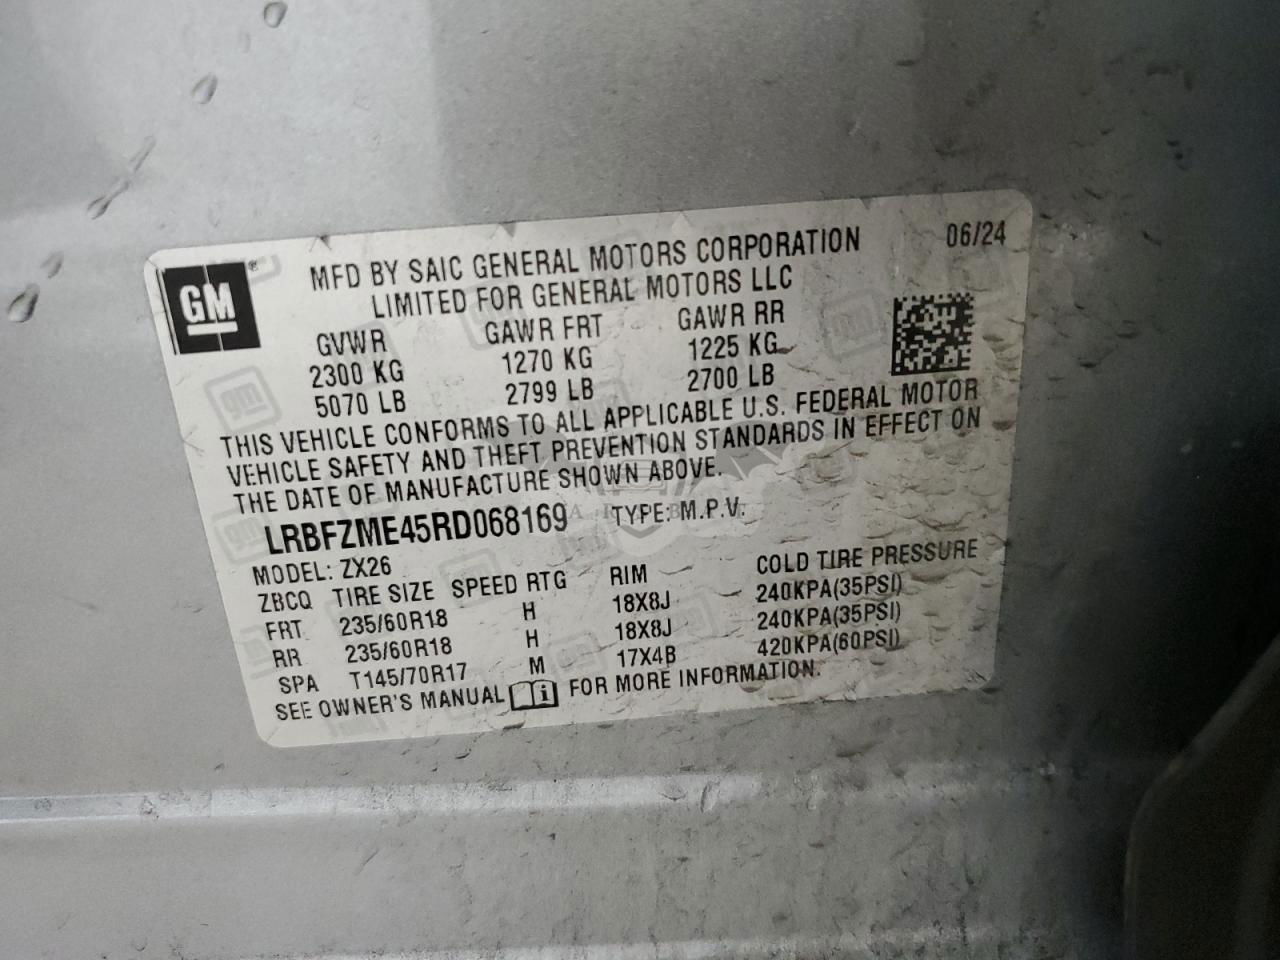 GM
MFD BY SAIC GENERAL MOTORS CORPORATION 06/24
LIMITED FOR GENERAL MOTORS LLC
GVWR GAWR FRT GAWR RR
2300 KG 1270 KG 1225 KG
5070 LB 2799 LB 2700 LB
THIS VEHICLE CONFORMS TO ALL APPLICABLE U.S. FEDERAL MOTOR
VEHICLE SAFETY AND THEFT PREVENTION STANDARDS IN EFFECT ON
THE DATE OF MANUFACTURE SHOWN ABOVE.
LRBFZME45RD068169 TYPE: M.P.V.
MODEL: ZX26
ZBCQ TIRE SIZE SPEED RTG RIM COLD TIRE PRESSURE
FRT 235/60R18 H 18X8J 240KPA(35PSI)
RR 235/60R18 H 18X8J 240KPA(35PSI)
SPA T145/70R17 M 17X4B 420KPA(60PSI)
SEE OWNER'S MANUAL i FOR MORE INFORMATION.